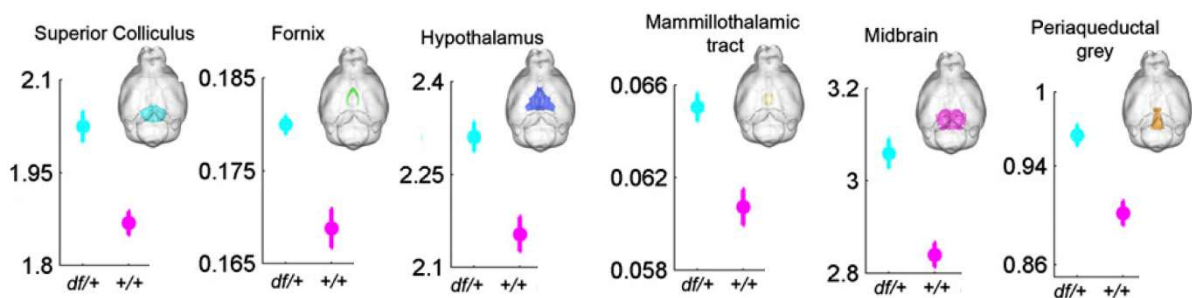 Superior Colliculus
2.1
1.95
1.8
df/+ +/+
Fornix
0.185
0.175
0.165
df/+ +/+
Hypothalamus
2.4
2.25
2.1
df/+ +/+
Mammillothalamic
tract
0.066
0.062
0.058
df/+ +/+
Midbrain
3.2
3
2.8
df/+ +/+
Periaqueductal
grey
1
0.94
0.86
df/+ +/+